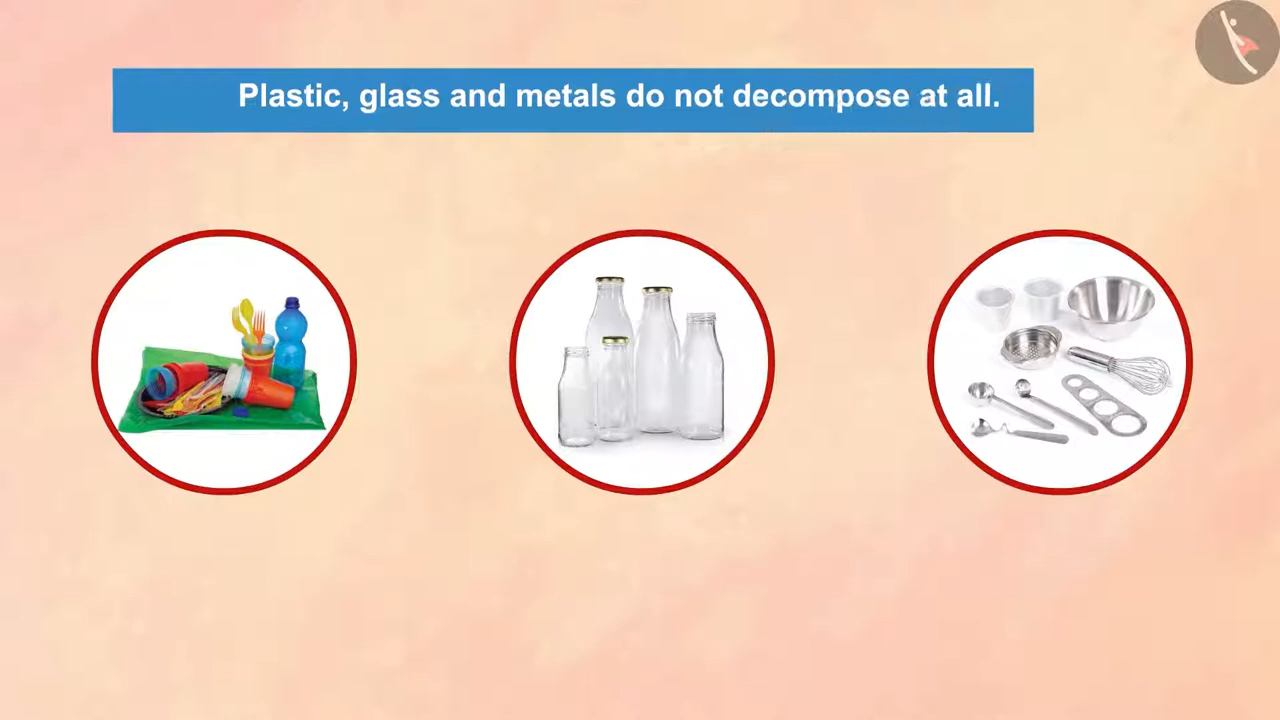 Plastic, glass and metals do not decompose at all.